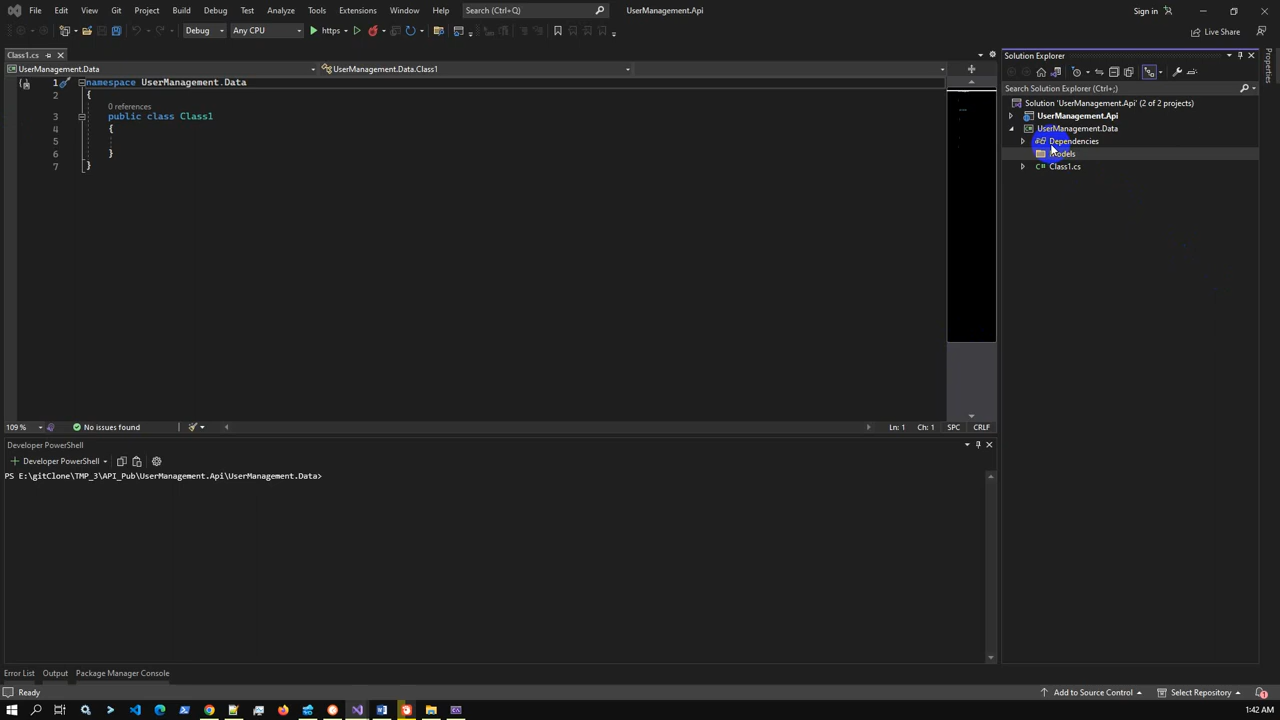 File Edit View Git Project Build Debug Test Analyze Tools Extensions Window Help Search (Ctrl+Q) UserManagement.Api Sign in
Debug Any CPU https Live Share
Class1.cs
UserManagement.Data UserManagement.Data.Class1
1 namespace UserManagement.Data
2 {
0 references
3 public class Class1
4 {
5
6 }
7 }
109 % No issues found Ln: 1 Ch: 1 SPC CRLF
Developer PowerShell
Developer PowerShell
PS E:\gitClone\TMP_3\API_Pub\UserManagement.Api\UserManagement.Data>
Error List Output Package Manager Console
Solution Explorer
Search Solution Explorer (Ctrl+;)
Solution 'UserManagement.Api' (2 of 2 projects)
UserManagement.Api
UserManagement.Data
Dependencies
Models
C# Class1.cs
Properties
Ready Add to Source Control Select Repository 1
1:42 AM